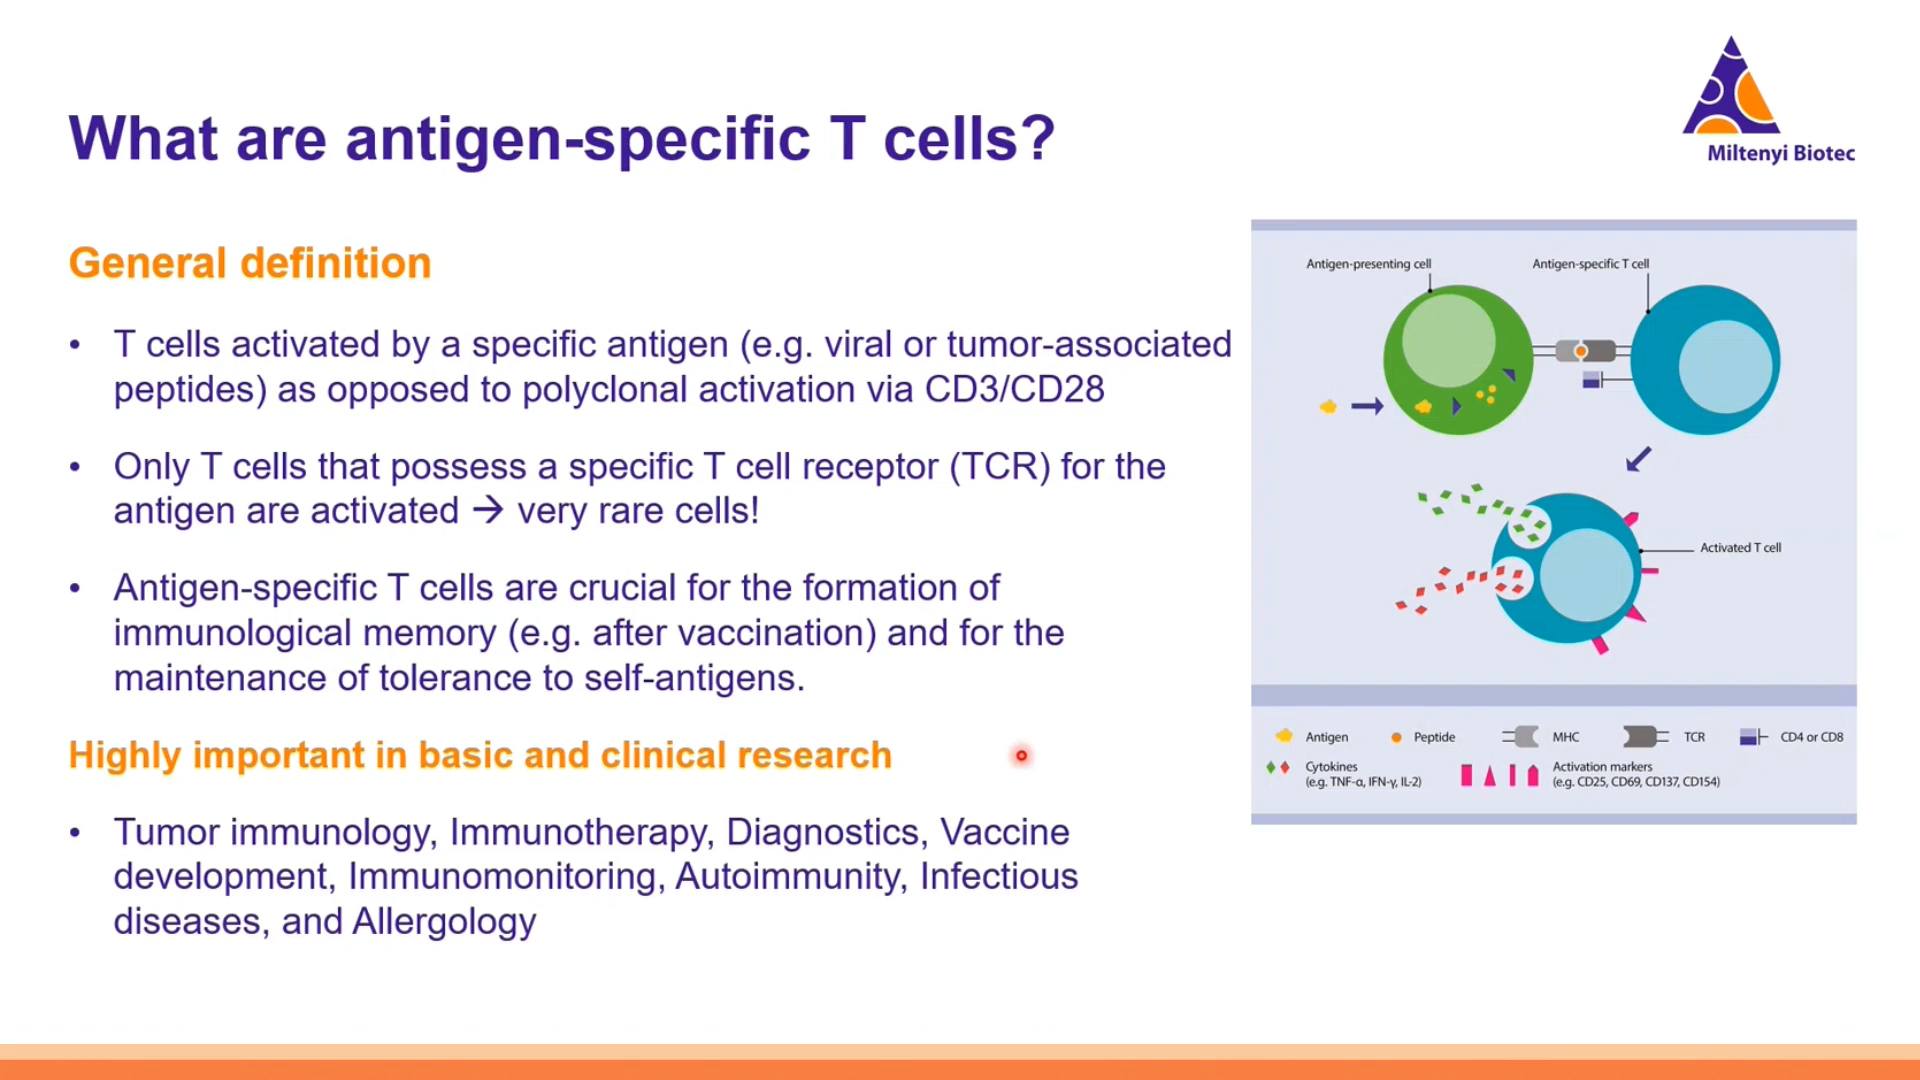 Miltenyi Biotec
What are antigen-specific T cells?
General definition
• T cells activated by a specific antigen (e.g. viral or tumor-associated
peptides) as opposed to polyclonal activation via CD3/CD28
• Only T cells that possess a specific T cell receptor (TCR) for the
antigen are activated → very rare cells!
• Antigen-specific T cells are crucial for the formation of
immunological memory (e.g. after vaccination) and for the
maintenance of tolerance to self-antigens.
Highly important in basic and clinical research
• Tumor immunology, Immunotherapy, Diagnostics, Vaccine
development, Immunomonitoring, Autoimmunity, Infectious
diseases, and Allergology
Antigen-presenting cell
Antigen-specific T cell
Activated T cell
Antigen
Peptide
MHC
TCR
CD4 or CD8
Cytokines
(e.g. TNF-α, IFN-γ, IL-2)
Activation markers
(e.g. CD25, CD69, CD137, CD154)